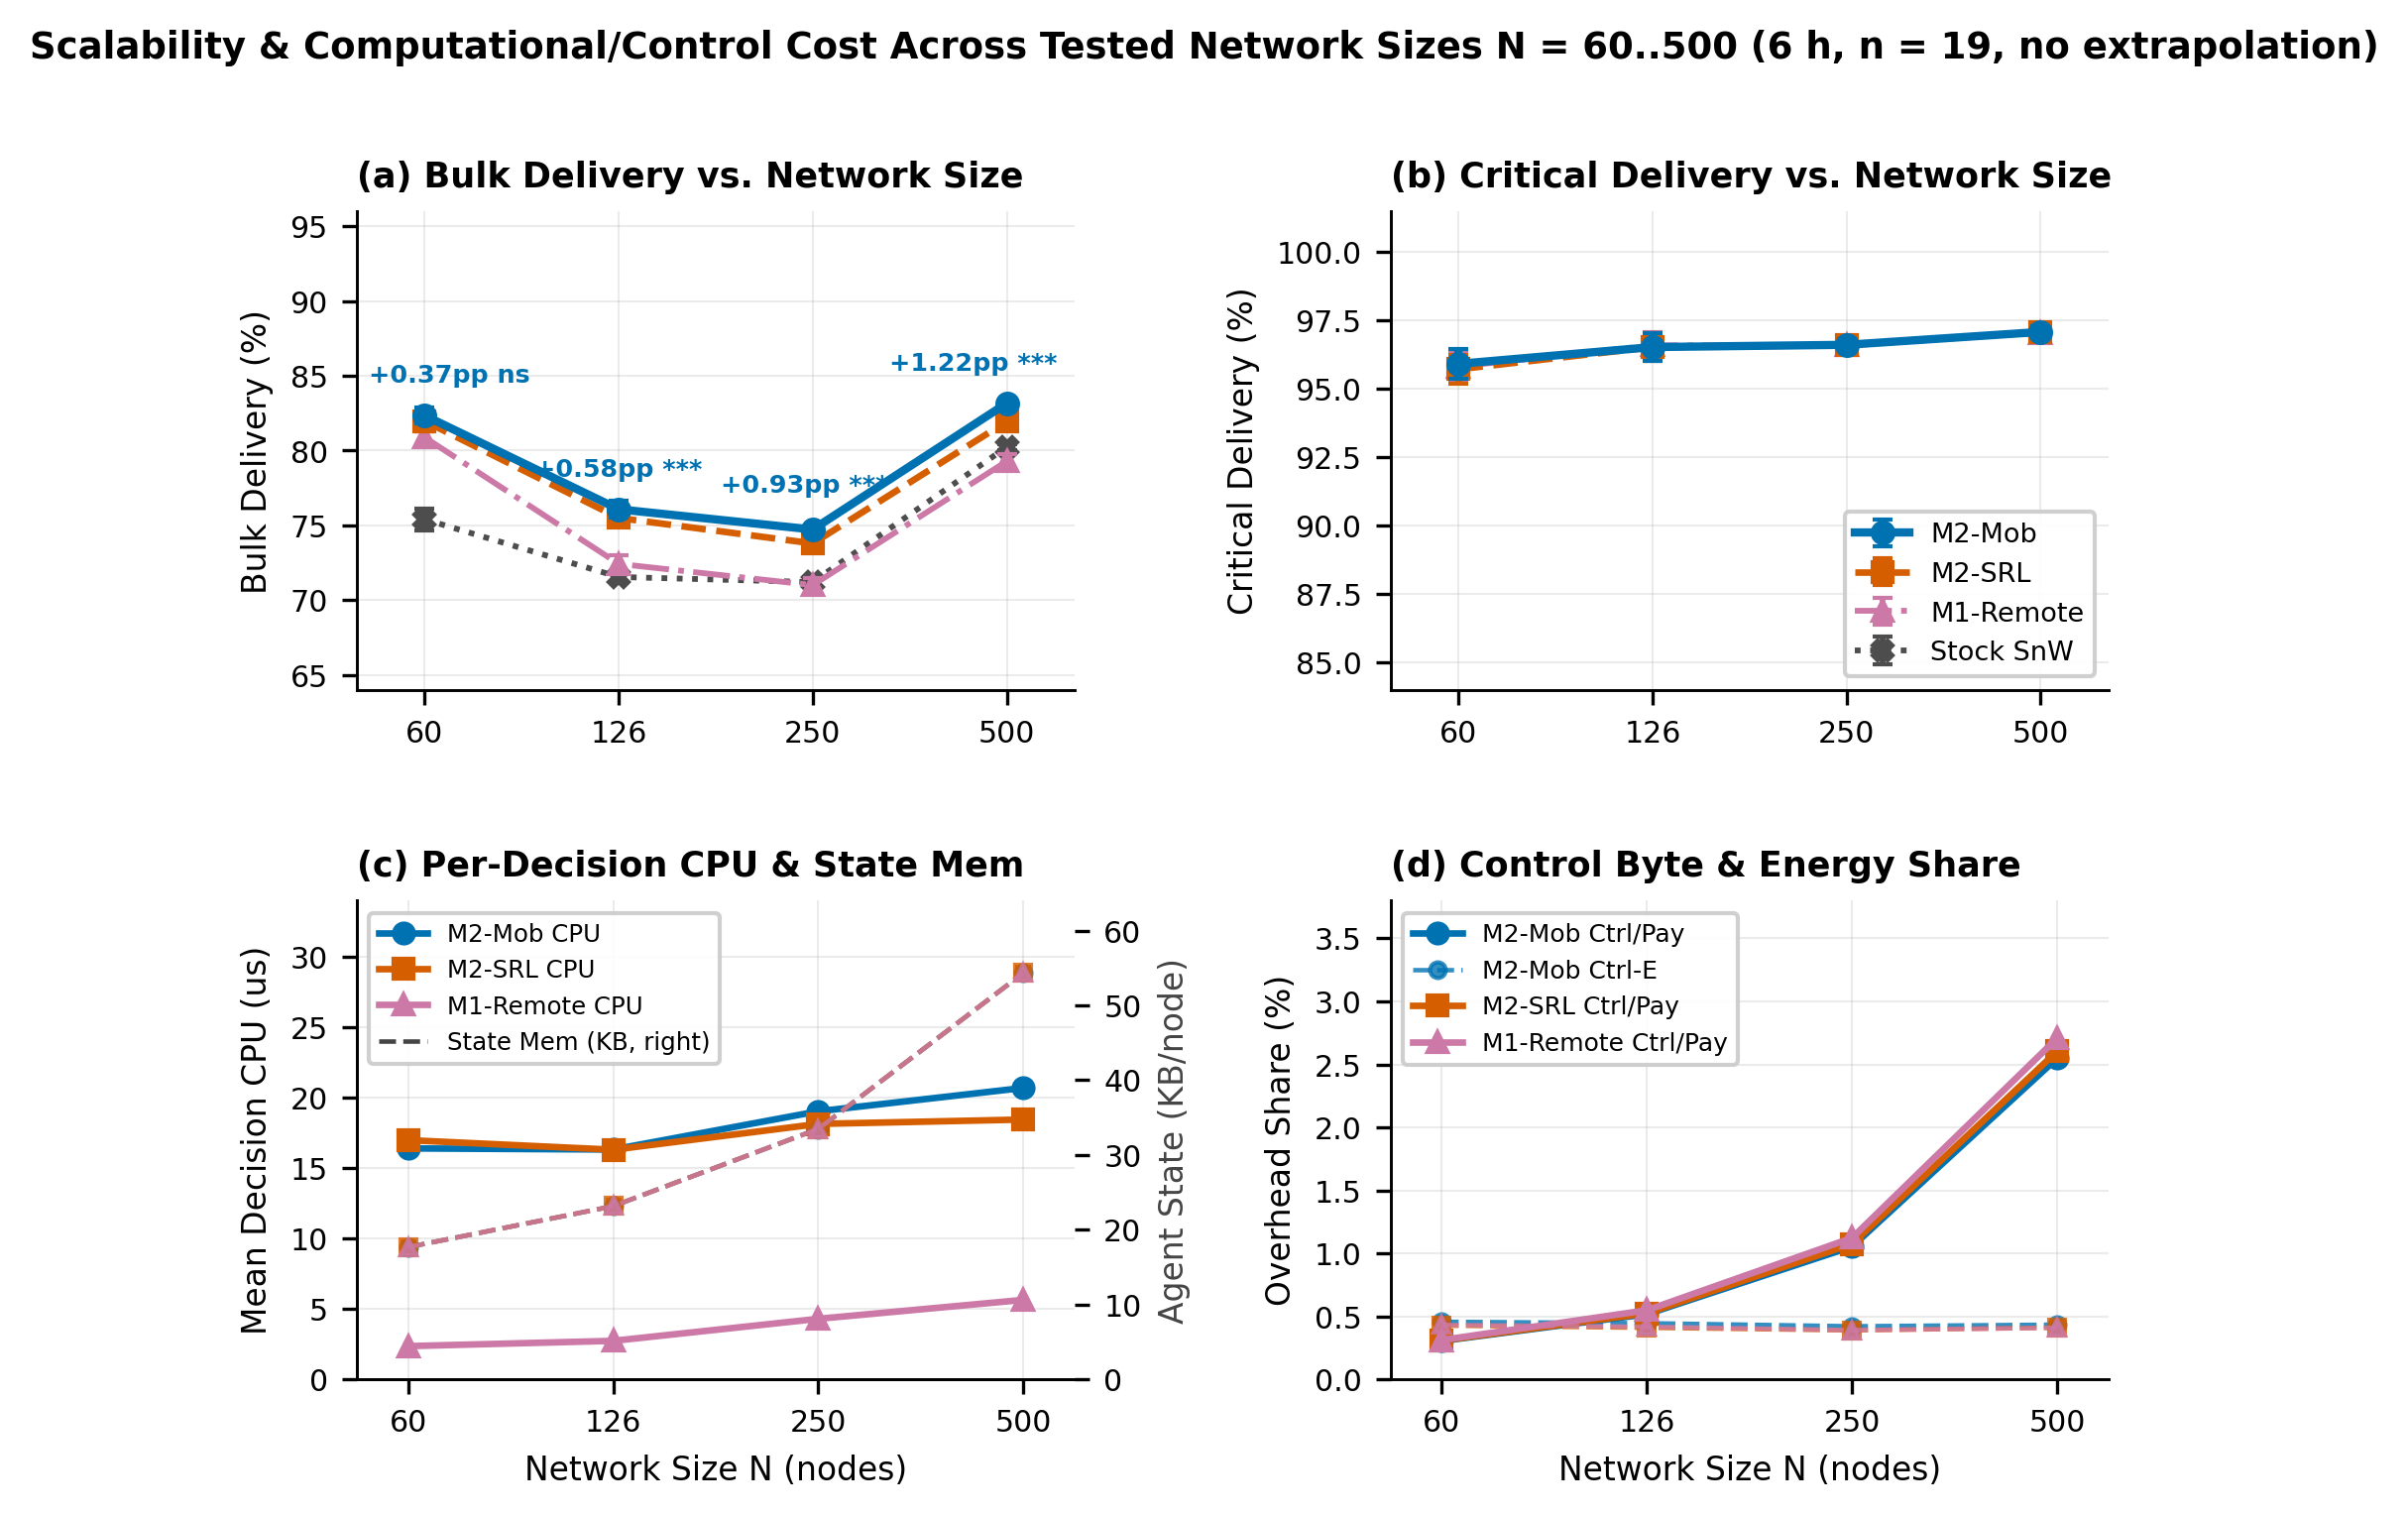 Scalability & Computational/Control Cost Across Tested Network Sizes N = 60..500 (6 h, n = 19, no extrapolation)
(a) Bulk Delivery vs. Network Size
Bulk Delivery (%)
95
90
85
80
75
70
65
+0.37pp ns
+0.58pp ***
+0.93pp ***
+1.22pp ***
60
126
250
500
(b) Critical Delivery vs. Network Size
Critical Delivery (%)
100.0
97.5
95.0
92.5
90.0
87.5
85.0
M2-Mob
M2-SRL
M1-Remote
Stock SnW
60
126
250
500
(c) Per-Decision CPU & State Mem
Mean Decision CPU (us)
30
25
20
15
10
5
0
M2-Mob CPU
M2-SRL CPU
M1-Remote CPU
State Mem (KB, right)
60
50
40
30
20
10
0
Agent State (KB/node)
60
126
250
500
Network Size N (nodes)
(d) Control Byte & Energy Share
Overhead Share (%)
3.5
3.0
2.5
2.0
1.5
1.0
0.5
0.0
M2-Mob Ctrl/Pay
M2-Mob Ctrl-E
M2-SRL Ctrl/Pay
M1-Remote Ctrl/Pay
60
126
250
500
Network Size N (nodes)